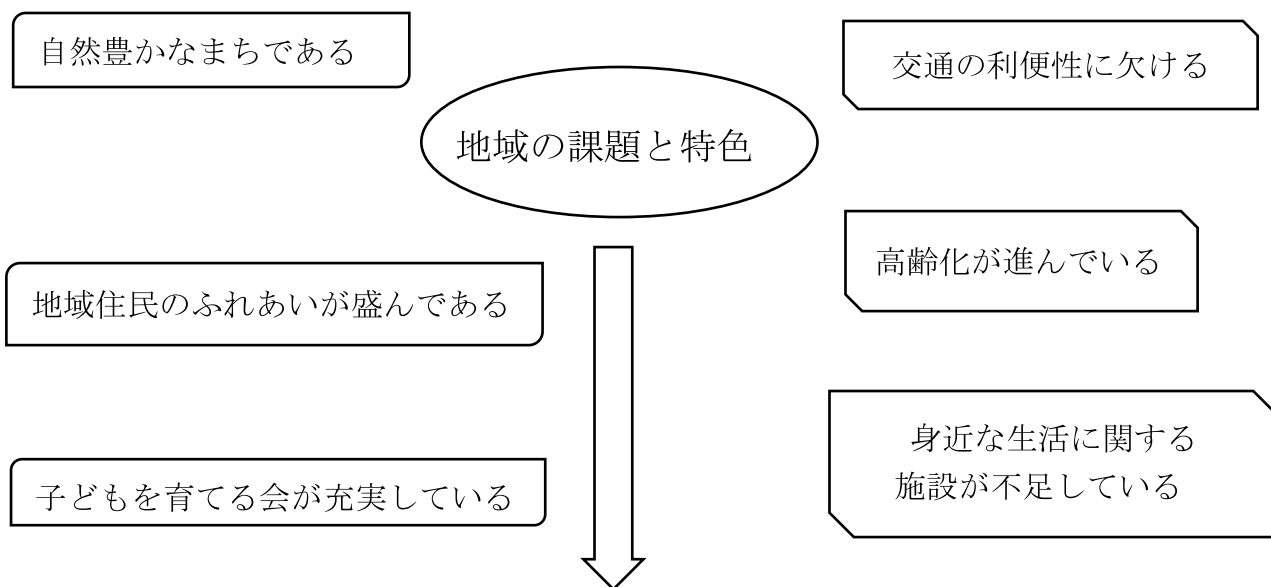 自然豊かなまちである
交通の利便性に欠ける
地域の課題と特色
高齢化が進んでいる
地域住民のふれあいが盛んである
身近な生活に関する
施設が不足している
子どもを育てる会が充実している